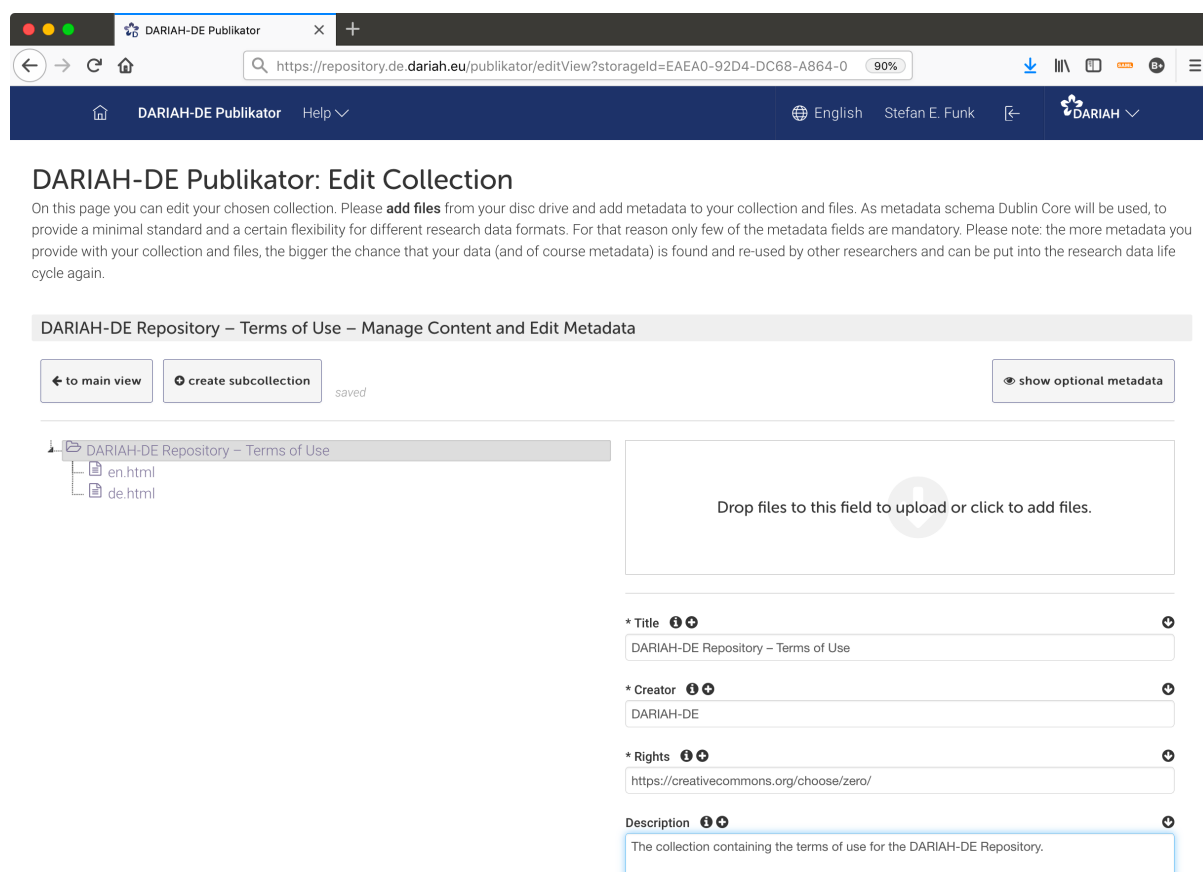 DARIAH-DE Publikator
https://repository.de.dariah.eu/publikator/editView?storageId=EAEA0-92D4-DC68-A864-0 90%
DARIAH-DE Publikator Help English Stefan E. Funk DARIAH
DARIAH-DE Publikator: Edit Collection
On this page you can edit your chosen collection. Please add files from your disc drive and add metadata to your collection and files. As metadata schema Dublin Core will be used, to
provide a minimal standard and a certain flexibility for different research data formats. For that reason only few of the metadata fields are mandatory. Please note: the more metadata you
provide with your collection and files, the bigger the chance that your data (and of course metadata) is found and re-used by other researchers and can be put into the research data life
cycle again.
DARIAH-DE Repository – Terms of Use – Manage Content and Edit Metadata
to main view create subcollection saved show optional metadata
DARIAH-DE Repository – Terms of Use
en.html
de.html
Drop files to this field to upload or click to add files.
* Title
DARIAH-DE Repository – Terms of Use
* Creator
DARIAH-DE
* Rights
https://creativecommons.org/choose/zero/
Description
The collection containing the terms of use for the DARIAH-DE Repository.